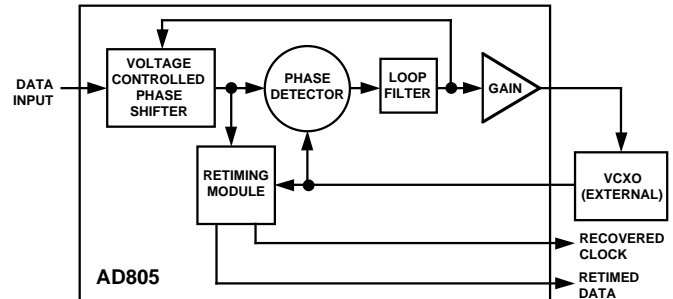 VOLTAGE
CONTROLLED
PHASE
SHIFTER
DATA
INPUT
PHASE
DETECTOR
LOOP
FILTER
GAIN
RETIMING
MODULE
VCXO
(EXTERNAL)
RECOVERED
CLOCK
RETIMED
DATA
AD805